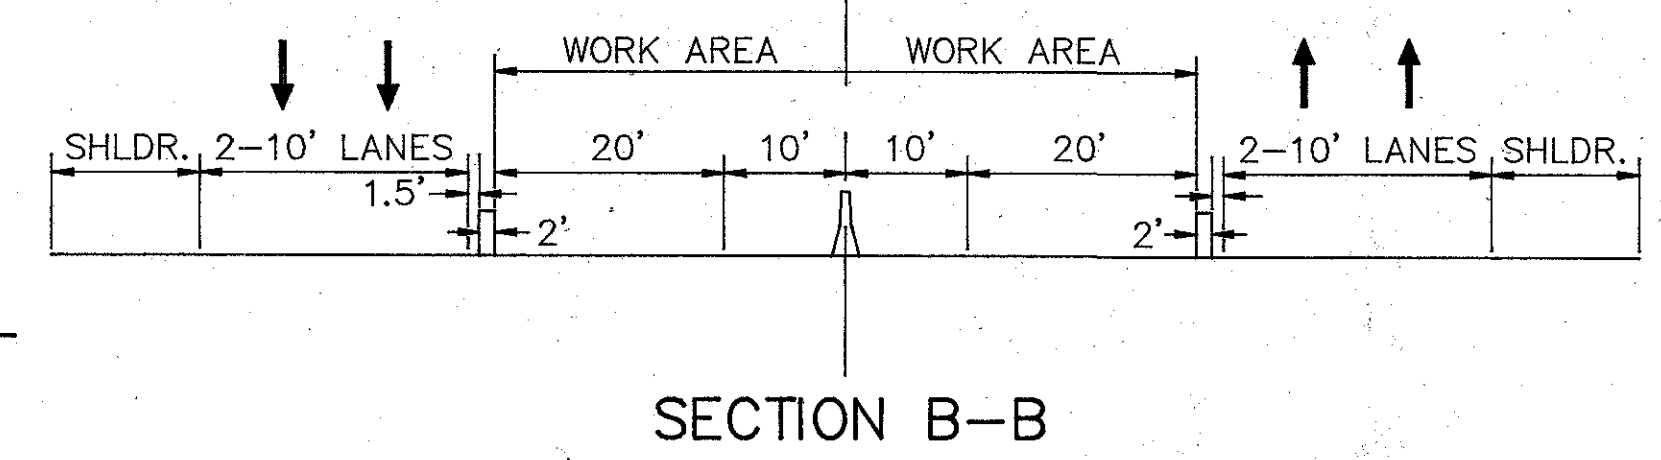 WORK AREA WORK AREA
SHLDR. 2-10' LANES 20' 10' 10' 20' 2-10' LANES SHLDR.
1.5'
2' 2'
SECTION B-B